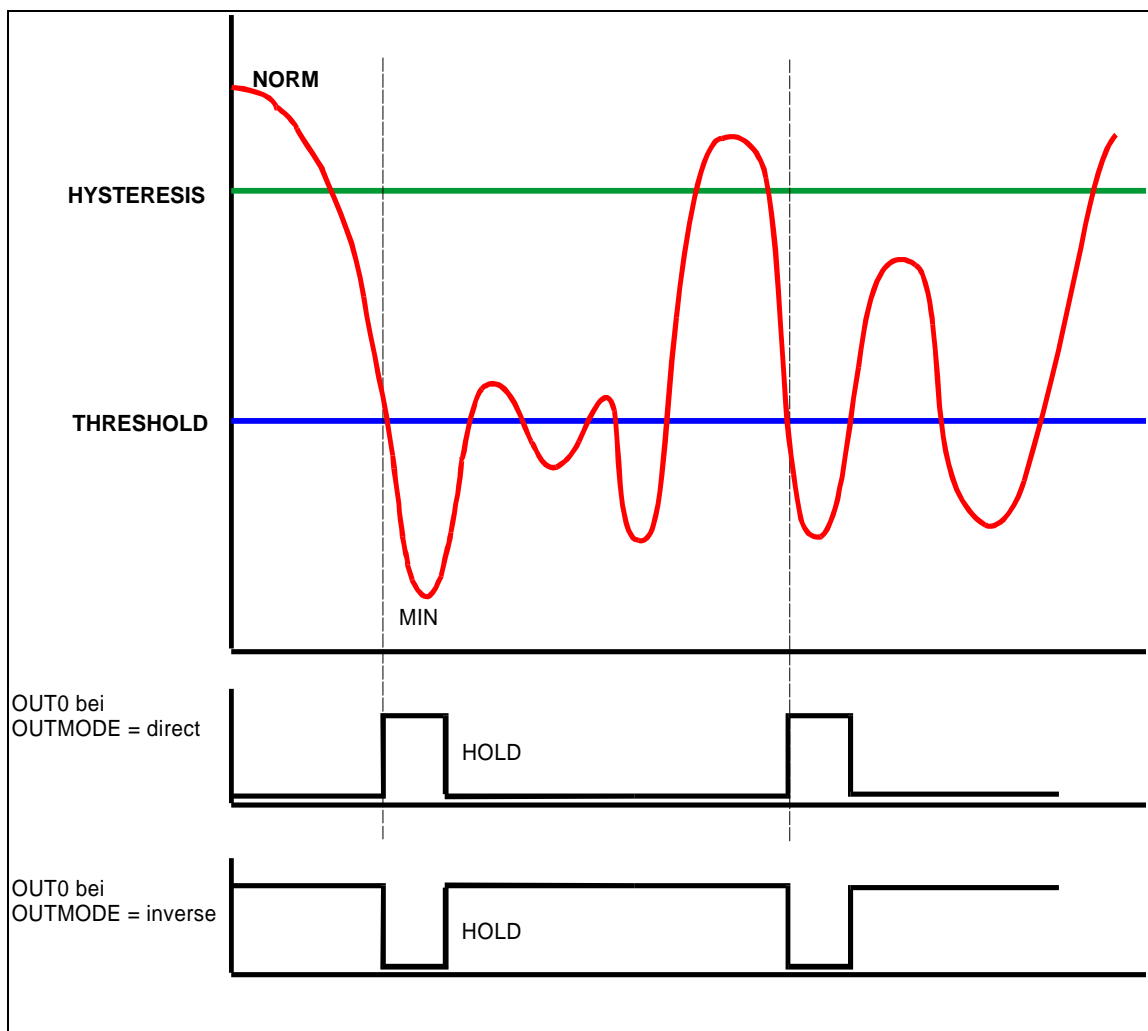 NORM
HYSTERESIS
THRESHOLD
MIN
OUT0 bei
OUTMODE = direct
HOLD
OUT0 bei
OUTMODE = inverse
HOLD